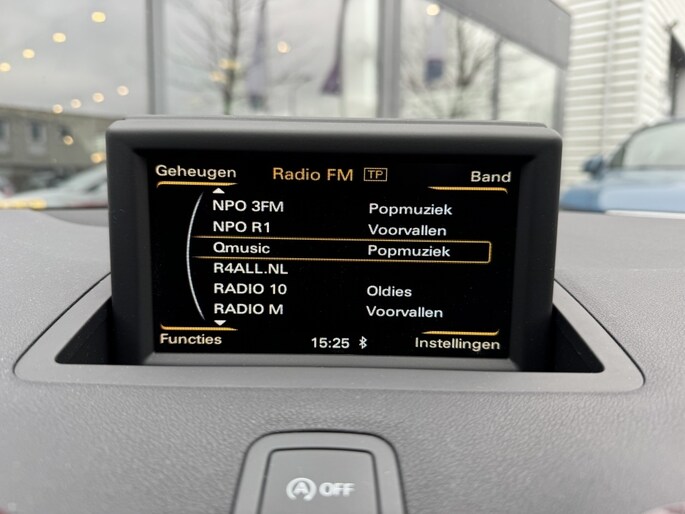 Geheugen Radio FM TP Band
NPO 3FM Popmuziek
NPO R1 Voorvallen
Qmusic Popmuziek
R4ALL.NL
RADIO 10 Oldies
RADIO M Voorvallen
Functies 15:25 Instellingen
A OFF